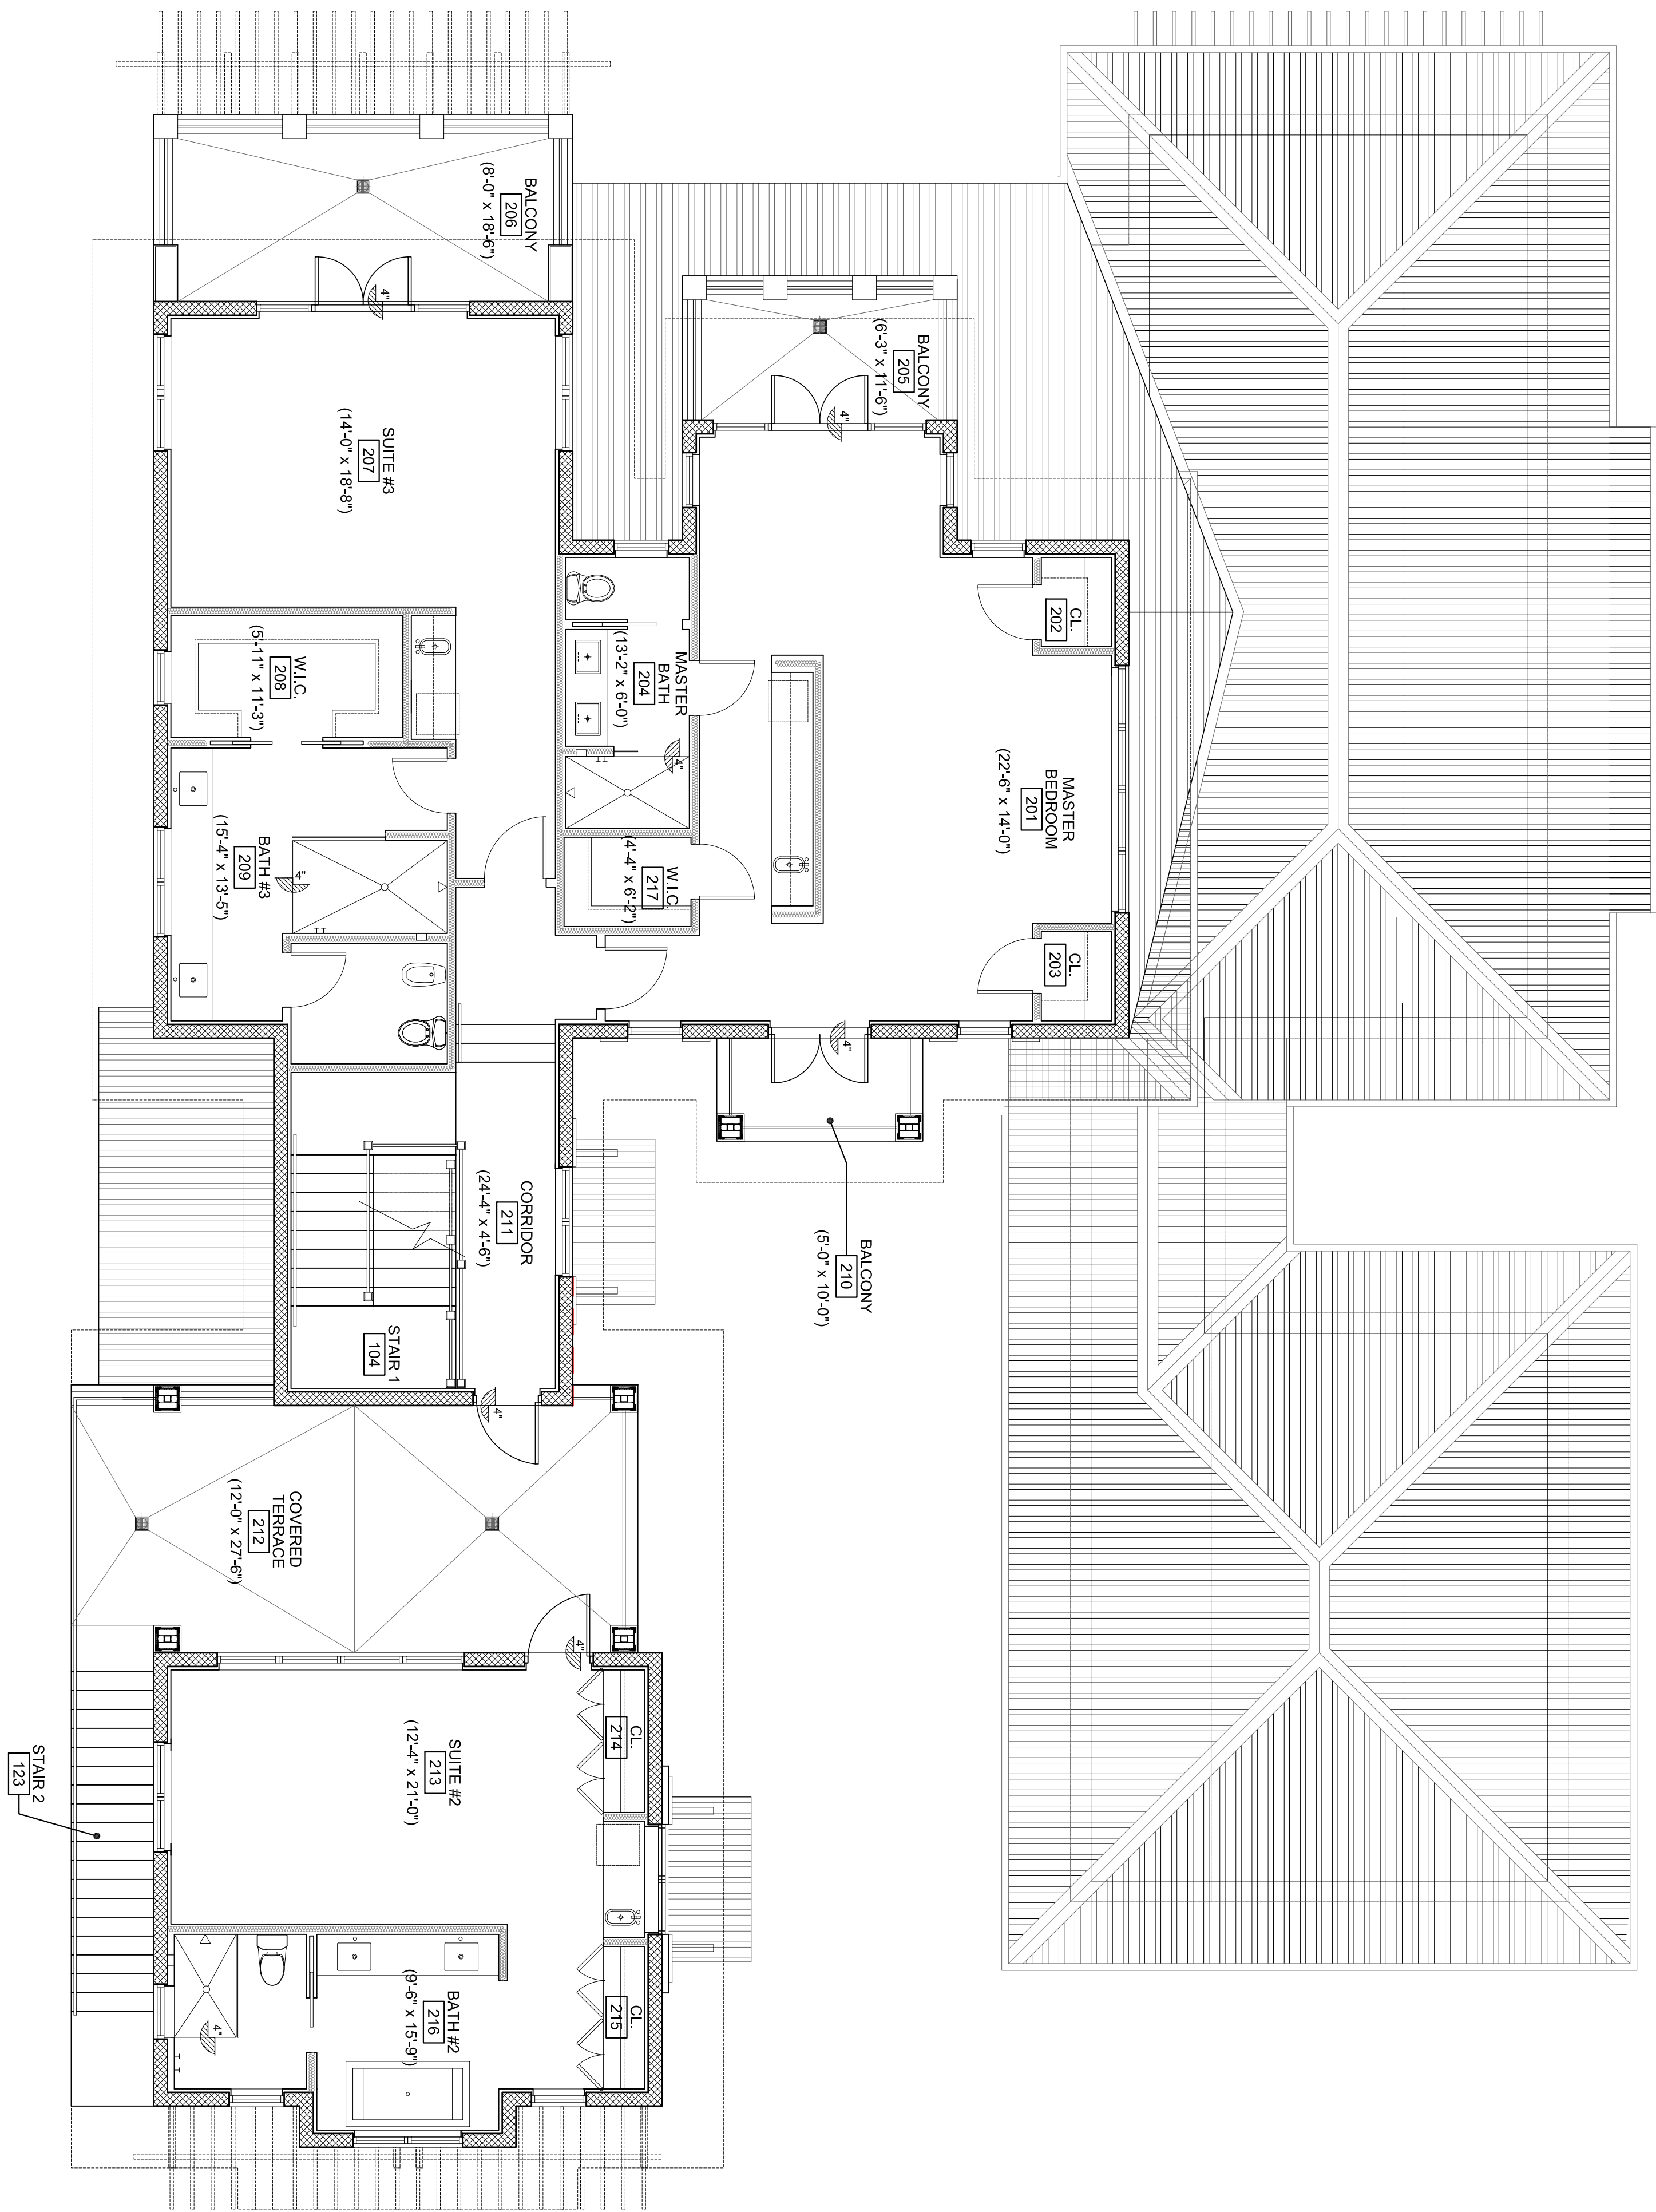 BALCONY
206
(8'-0" x 18'-6")
4"
BALCONY
205
(6'-3" x 11'-6")
4"
SUITE #3
207
(14'-0" x 18'-8")
CL.
202
W.I.C.
208
(5'-11" x 11'-3")
MASTER
BATH
204
(13'-2" x 6'-0")
4"
MASTER
BEDROOM
201
(22'-6" x 14'-0")
BATH #3
209
(15'-4" x 13'-5")
4"
W.I.C.
217
(4'-4" x 6'-2")
CL.
203
4"
CORRIDOR
211
(24'-4" x 4'-6")
BALCONY
210
(5'-0" x 10'-0")
STAIR 1
104
4"
COVERED
TERRACE
212
(12'-0" x 27'-6")
4"
CL.
214
SUITE #2
213
(12'-4" x 21'-0")
STAIR 2
123
CL.
215
BATH #2
216
(9'-6" x 15'-9")
4"